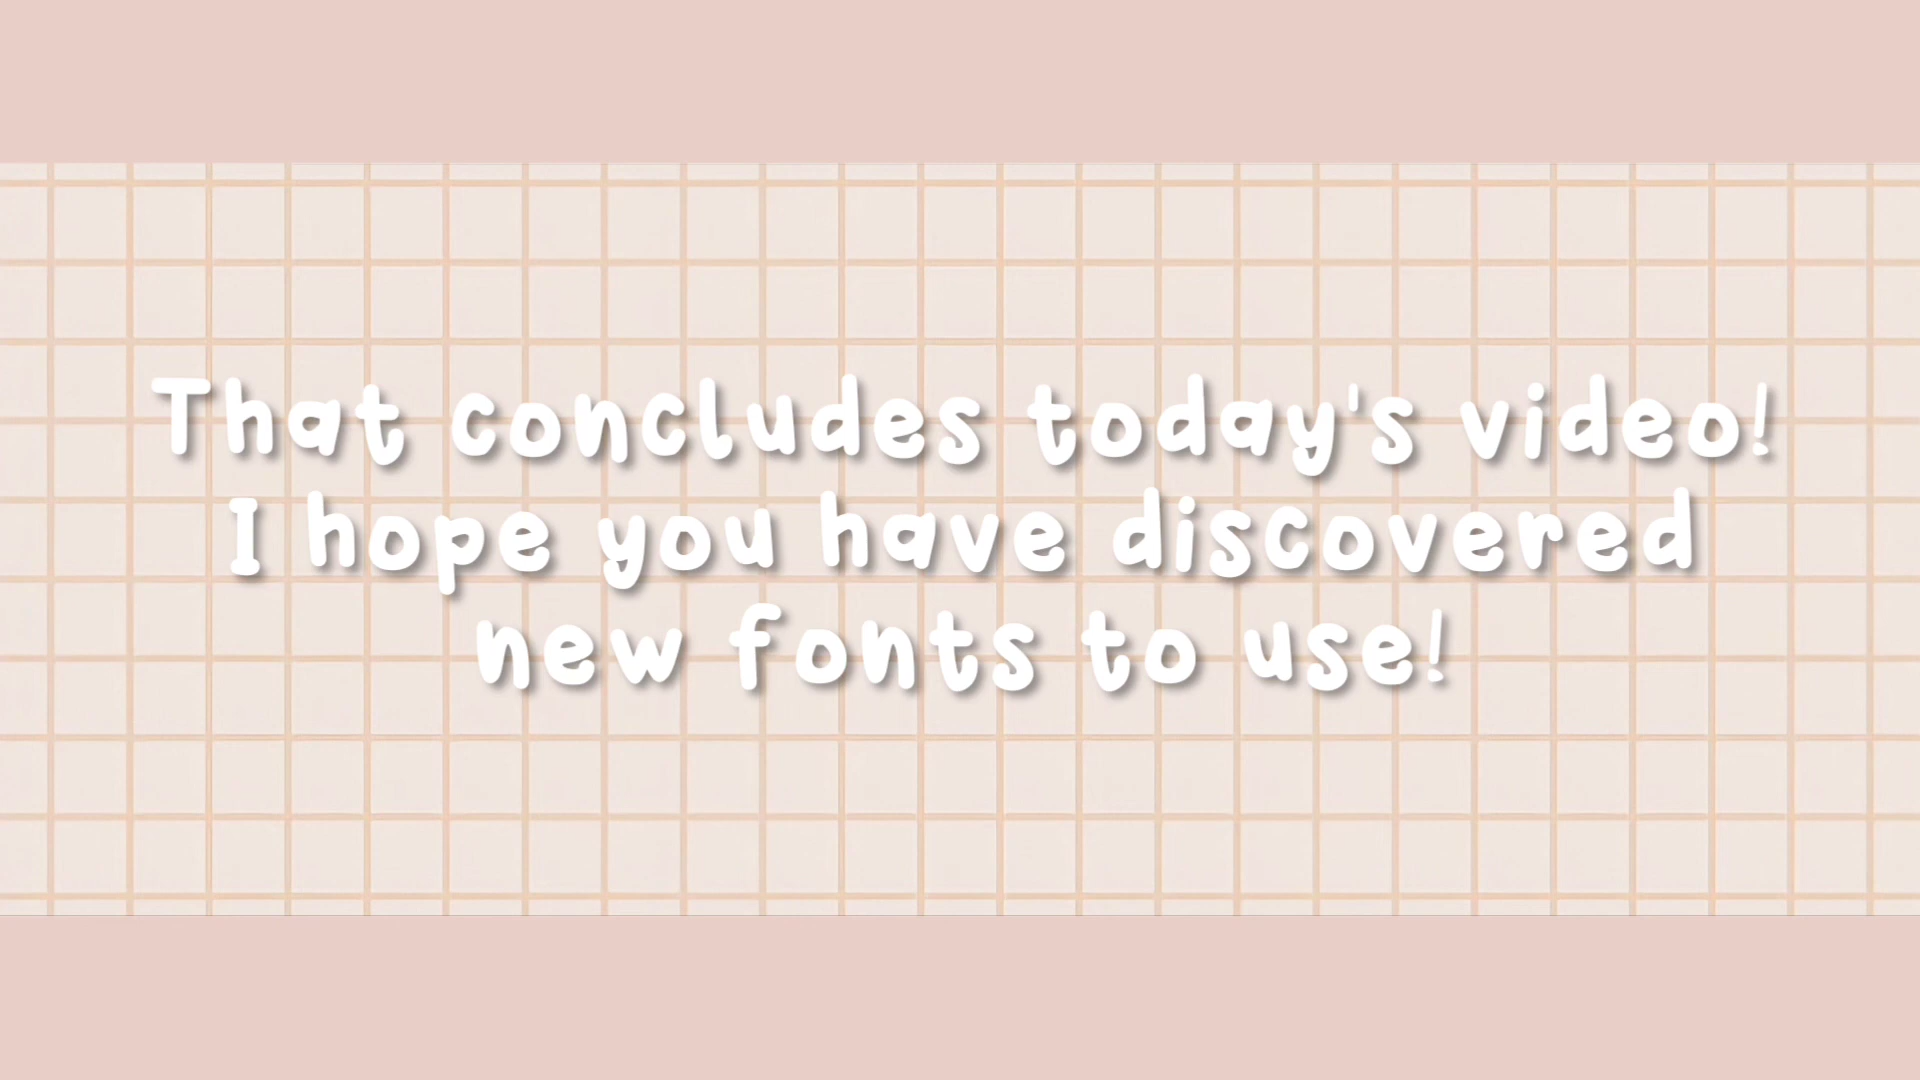 That concludes today's video!
I hope you have discovered
new fonts to use!